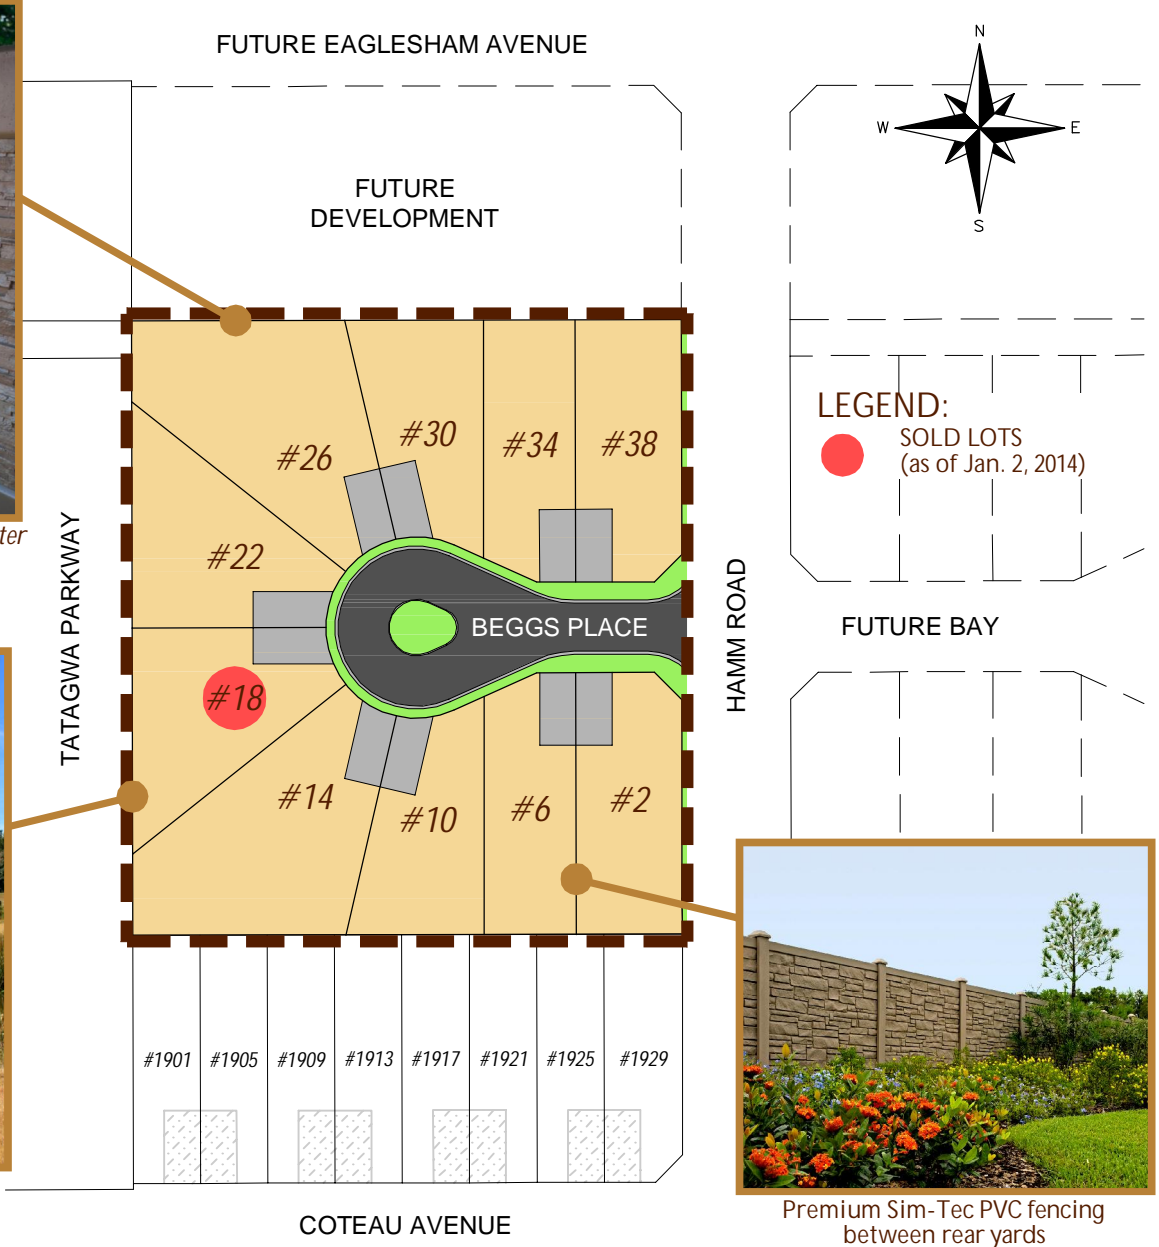 FUTURE EAGLESHAM AVENUE
N
W
E
S
FUTURE
DEVELOPMENT
LEGEND:
SOLD LOTS
(as of Jan. 2, 2014)
#30
#34
#38
#26
#22
TATAGWA PARKWAY
BEGGS PLACE
HAMM ROAD
FUTURE BAY
#18
#14
#10
#6
#2
#1901
#1905
#1909
#1913
#1917
#1921
#1925
#1929
COTEAU AVENUE
Premium Sim-Tec PVC fencing
between rear yards